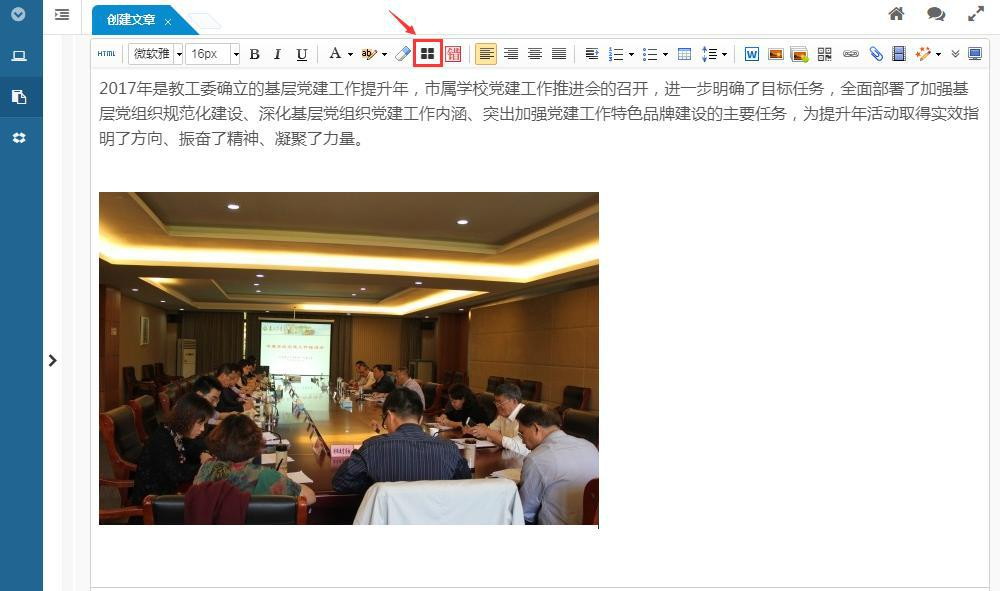 创建文章 ×
HTML 微软雅 16px B I U A ab W
2017年是教工委确立的基层党建工作提升年，市属学校党建工作推进会的召开，进一步明确了目标任务，全面部署了加强基
层党组织规范化建设、深化基层党组织党建工作内涵、突出加强党建工作特色品牌建设的主要任务，为提升年活动取得实效指
明了方向、振奋了精神、凝聚了力量。